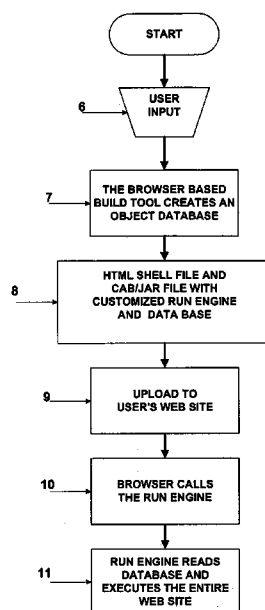 START
6
USER
INPUT
7
THE BROWSER BASED
BUILD TOOL CREATES AN
OBJECT DATABASE
8
HTML SHELL FILE AND
CAB/JAR FILE WITH
CUSTOMIZED RUN ENGINE
AND DATA BASE
9
UPLOAD TO
USER'S WEB SITE
10
BROWSER CALLS
THE RUN ENGINE
11
RUN ENGINE READS
DATABASE AND
EXECUTES THE ENTIRE
WEB SITE